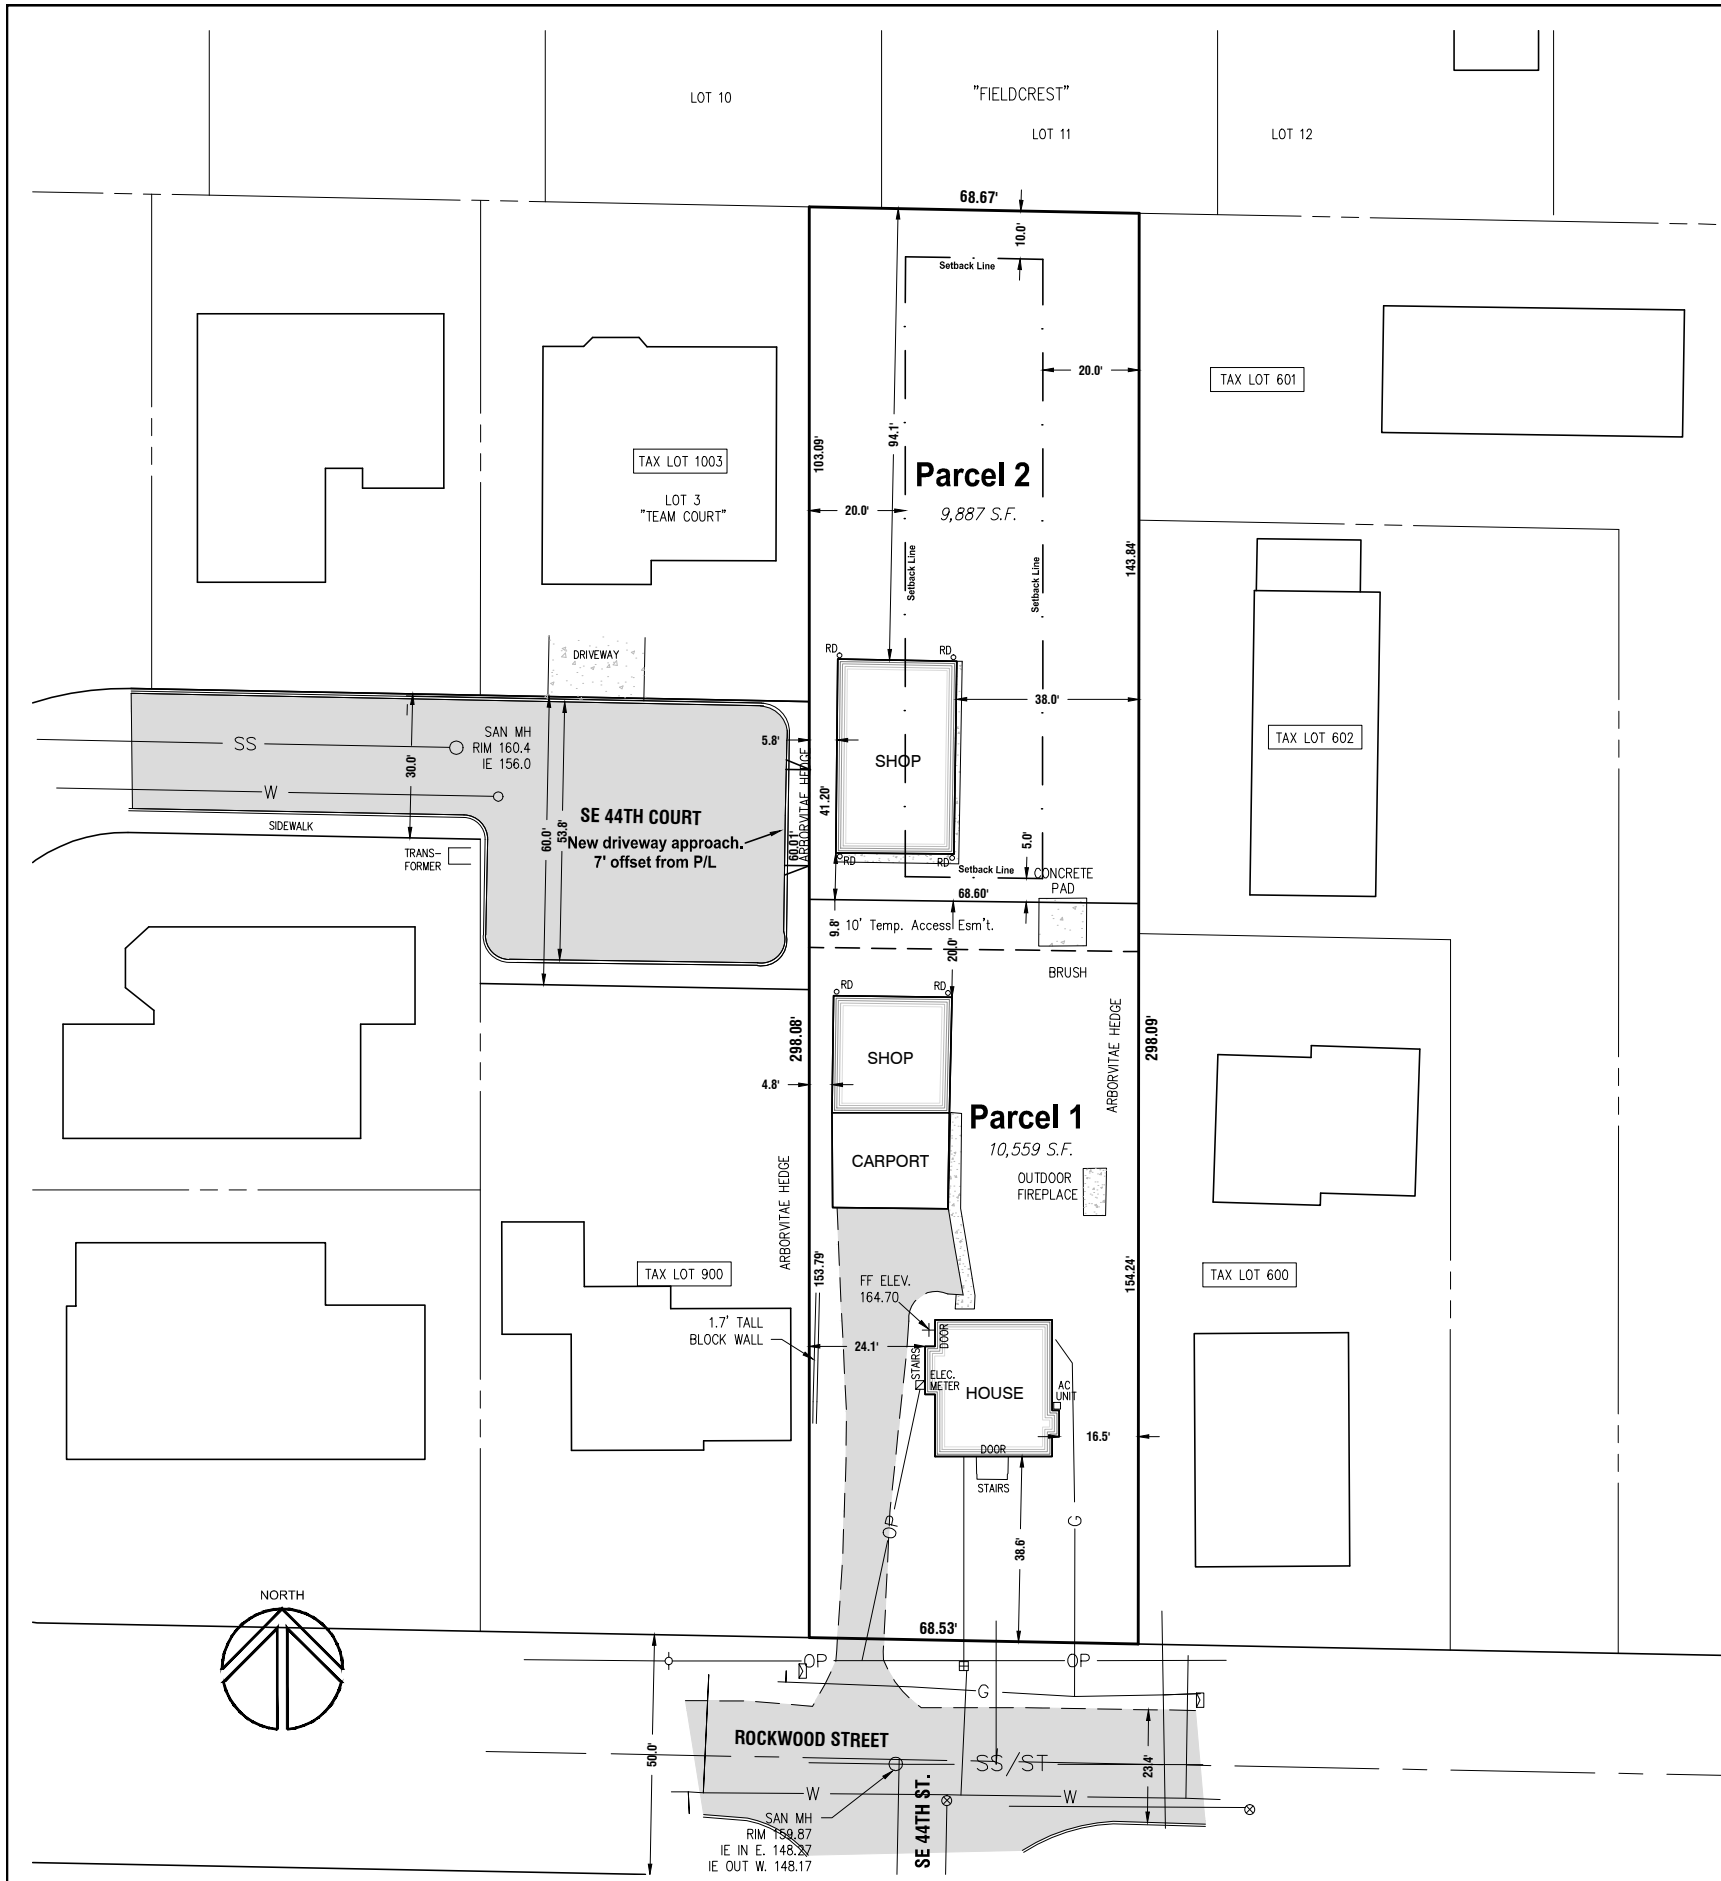 LOT 10
"FIELDCREST"
LOT 11
LOT 12
68.67'
10.0'
Setback Line
20.0'
TAX LOT 601
94.1'
103.09'
TAX LOT 1003
LOT 3
"TEAM COURT"
Parcel 2
9,887 S.F.
20.0'
143.84'
Setback Line
Setback Line
DRIVEWAY
RD
RD
38.0'
SS
SAN MH
RIM 160.4
IE 156.0
30.0'
5.8'
SHOP
TAX LOT 602
W
SIDEWALK
ARBORVITAE HEDGE
41.20'
SE 44TH COURT
New driveway approach.
7' offset from P/L
60.0'
53.8'
60.01'
TRANS-
FORMER
RD
RD
5.0'
Setback Line
CONCRETE
PAD
68.60'
9.8'
10' Temp. Access Esm't.
20.0'
BRUSH
RD
RD
298.08'
ARBORVITAE HEDGE
298.09'
SHOP
4.8'
Parcel 1
10,559 S.F.
CARPORT
OUTDOOR
FIREPLACE
ARBORVITAE HEDGE
153.79'
154.24'
TAX LOT 900
FF ELEV.
164.70
TAX LOT 600
1.7' TALL
BLOCK WALL
24.1'
STAIRS
DOOR
ELEC.
METER
HOUSE
AC
UNIT
DOOR
16.5'
STAIRS
OP
G
38.6'
NORTH
68.53'
OP
OP
G
ROCKWOOD STREET
50.0'
SS/ST
23.4'
W
W
SE 44TH ST.
SAN MH
RIM 159.87
IE IN E. 148.27
IE OUT W. 148.17